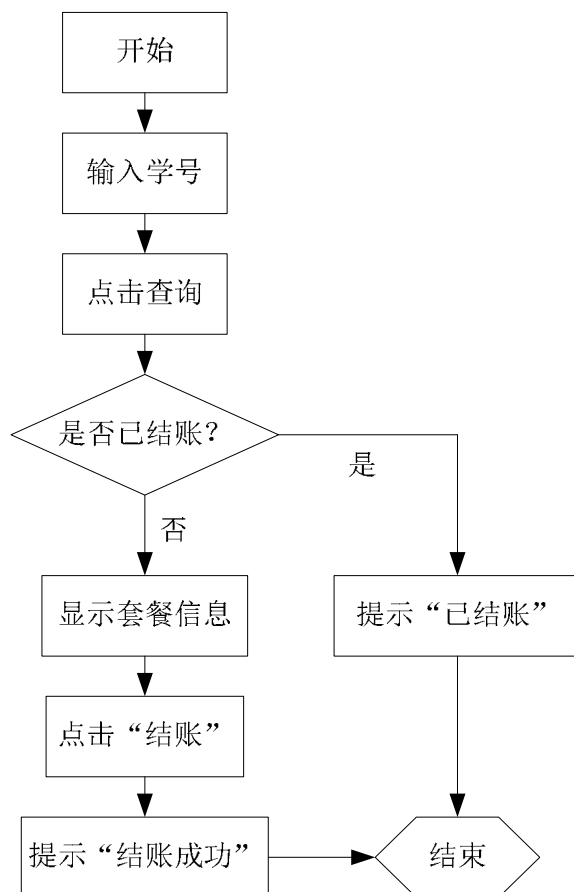 开始
输入学号
点击查询
是否已结账？
是
否
显示套餐信息
提示“已结账”
点击“结账”
提示“结账成功”
结束